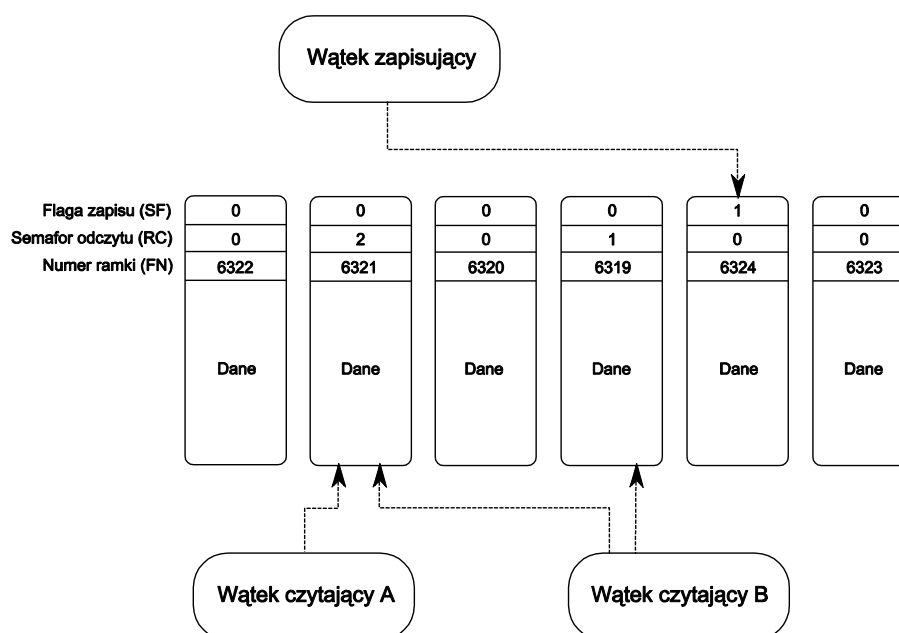 Wątek zapisujący
Flaga zapisu (SF) 0 0 0 0 1 0
Semafor odczytu (RC) 0 2 0 1 0 0
Numer ramki (FN) 6322 6321 6320 6319 6324 6323
Dane Dane Dane Dane Dane Dane
Wątek czytający A Wątek czytający B